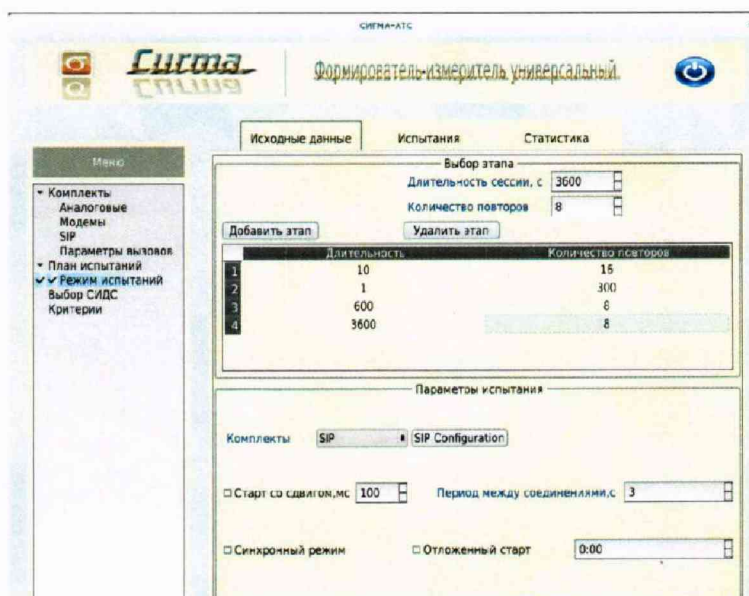 СИГМА-АТС
Сигма
Формирователь-измеритель универсальный
Меню
Комплекты
Аналоговые
Модемы
SIP
Параметры вызовов
План испытаний
Режим испытаний
Выбор СИДС
Критерии
Исходные данные Испытания Статистика
Выбор этапа
Длительность сессии, с 3600
Количество повторов 8
Добавить этап Удалить этап
Длительность Количество повторов
1 10 16
2 1 300
3 600 8
4 3600 8
Параметры испытания
Комплекты SIP SIP Configuration
Старт со сдвигом,мс 100 Период между соединениями,с 3
Синхронный режим Отложенный старт 0:00